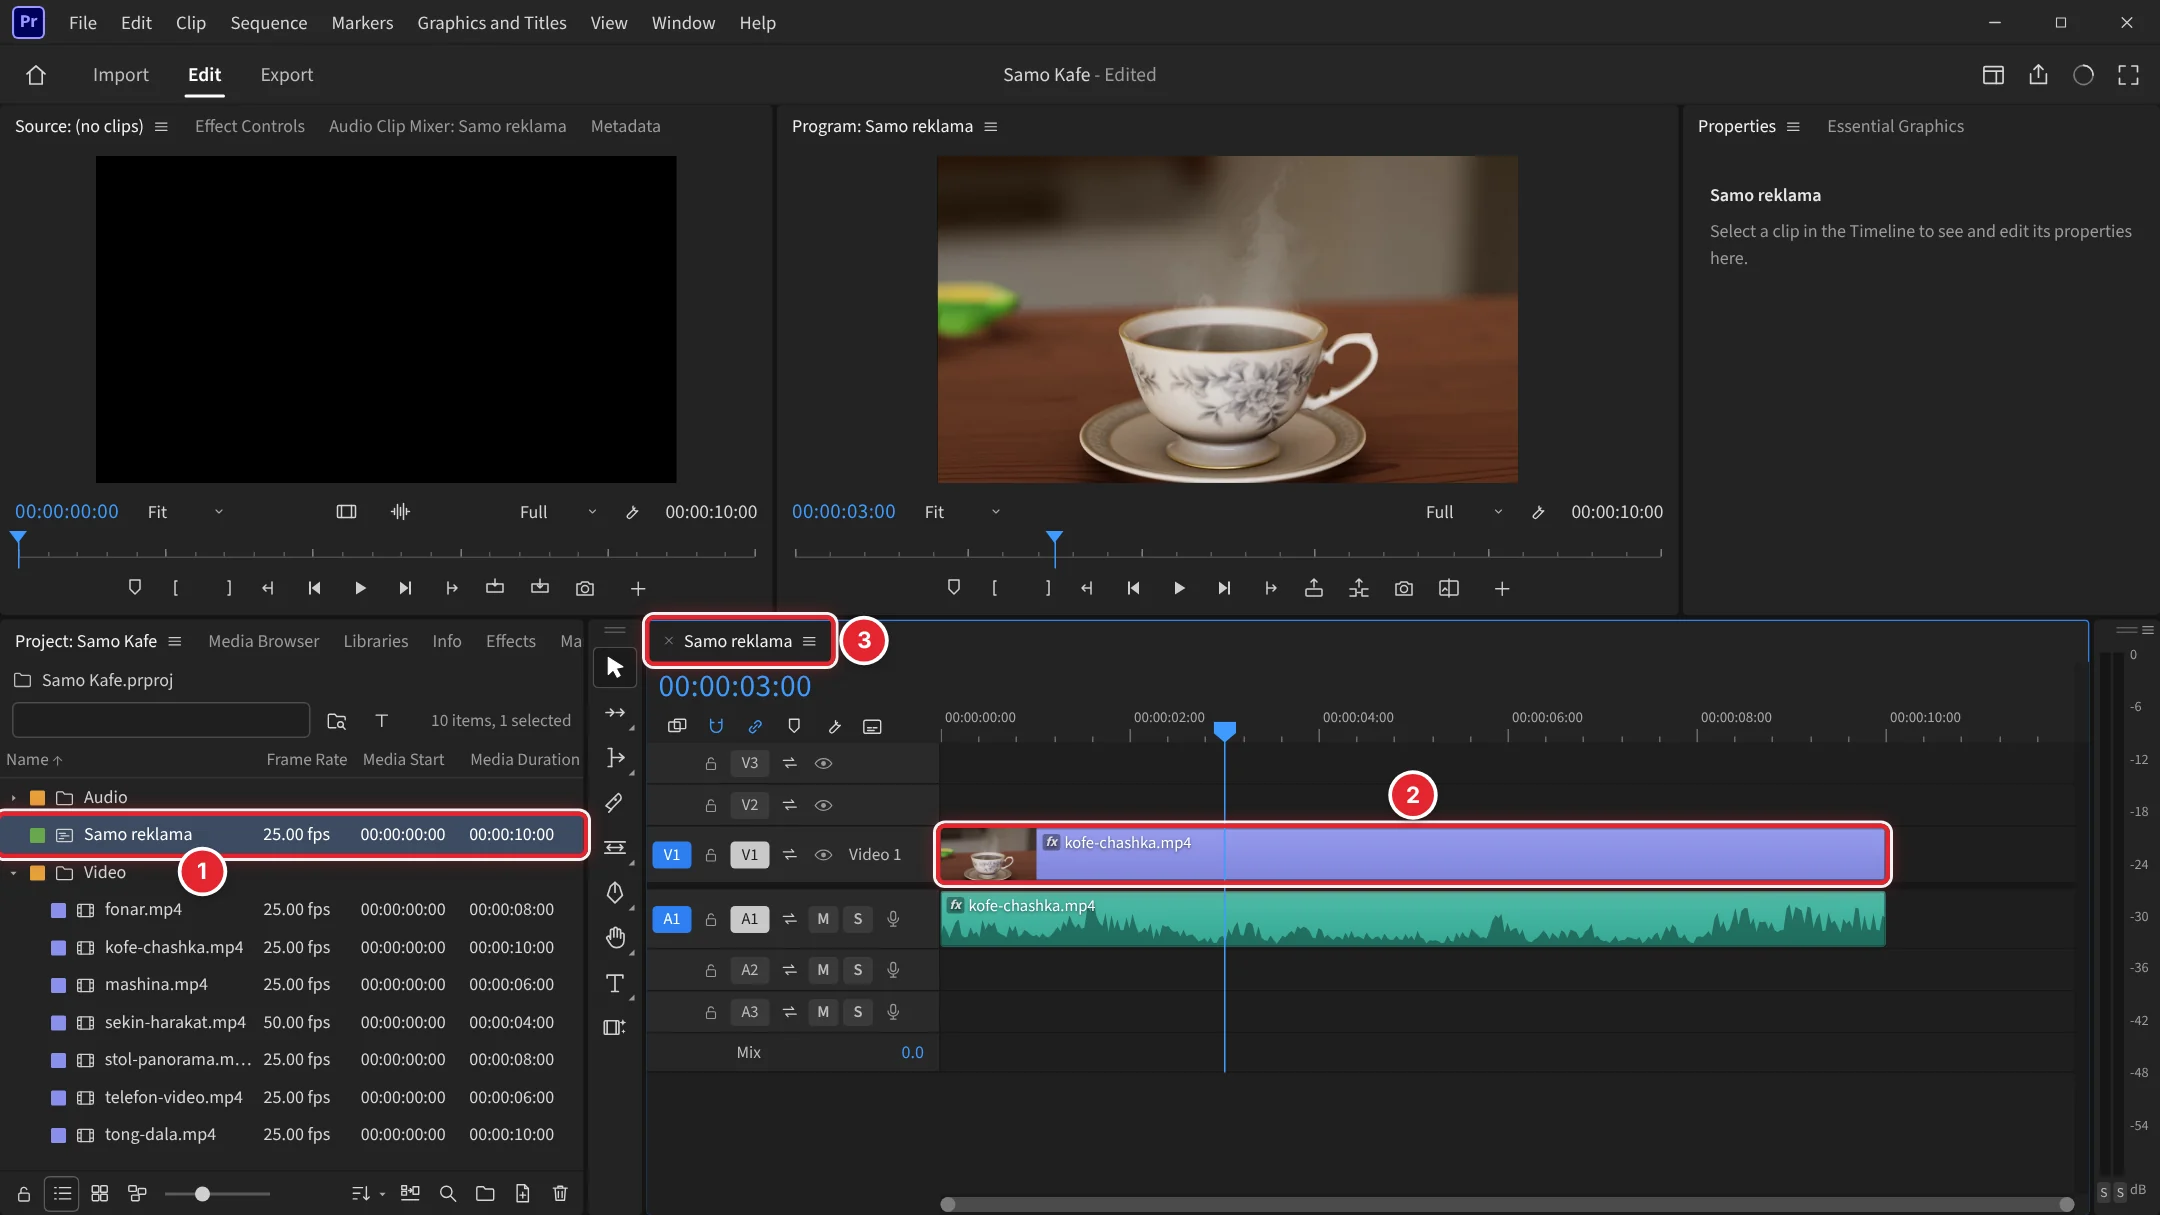 Pr File Edit Clip Sequence Markers Graphics and Titles View Window Help
Import Edit Export Samo Kafe - Edited
Source: (no clips) Effect Controls Audio Clip Mixer: Samo reklama Metadata
00:00:00:00 Fit Full 00:00:10:00
Program: Samo reklama
00:00:03:00 Fit Full 00:00:10:00
Properties Essential Graphics
Samo reklama
Select a clip in the Timeline to see and edit its properties
here.
Project: Samo Kafe Media Browser Libraries Info Effects Ma
Samo Kafe.prproj
10 items, 1 selected
Name Frame Rate Media Start Media Duration
Audio
Samo reklama 25.00 fps 00:00:00:00 00:00:10:00
1
Video
fonar.mp4 25.00 fps 00:00:00:00 00:00:08:00
kofe-chashka.mp4 25.00 fps 00:00:00:00 00:00:10:00
mashina.mp4 25.00 fps 00:00:00:00 00:00:06:00
sekin-harakat.mp4 50.00 fps 00:00:00:00 00:00:04:00
stol-panorama.m... 25.00 fps 00:00:00:00 00:00:08:00
telefon-video.mp4 25.00 fps 00:00:00:00 00:00:06:00
tong-dala.mp4 25.00 fps 00:00:00:00 00:00:10:00
Samo reklama 3
00:00:03:00
00:00:00:00 00:00:02:00 00:00:04:00 00:00:06:00 00:00:08:00 00:00:10:00
V3
V2
2
V1 V1 Video 1 fx kofe-chashka.mp4
A1 A1 M S fx kofe-chashka.mp4
A2 M S
A3 M S
Mix 0.0
0
-6
-12
-18
-24
-30
-36
-42
-48
-54
S S dB